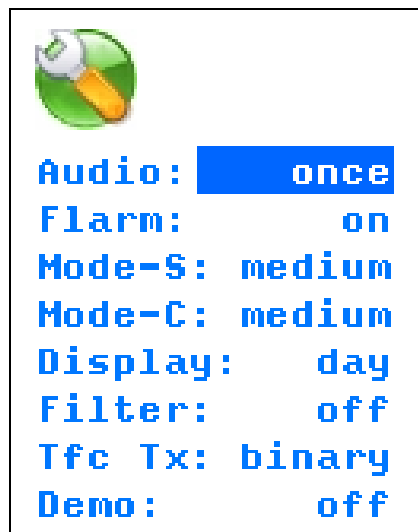 Audio: once
Flarm: on
Mode-S: medium
Mode-C: medium
Display: day
Filter: off
Tfc Tx: binary
Demo: off